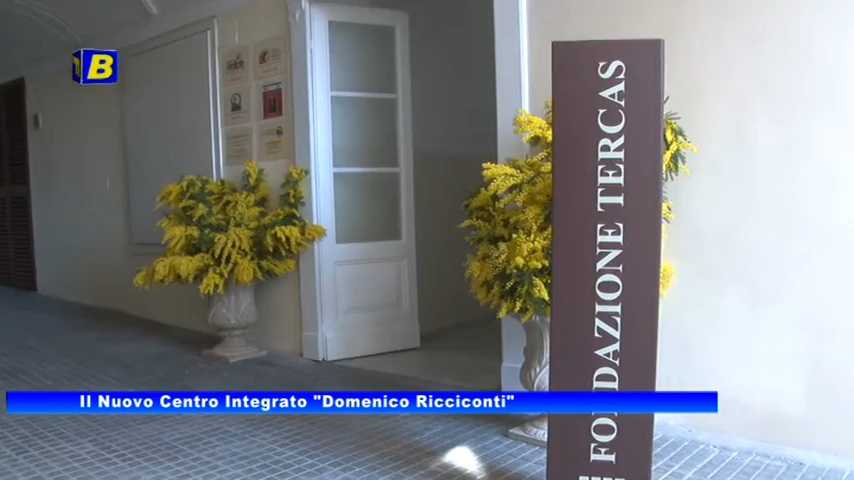 B
FONDAZIONE TERCAS
Il Nuovo Centro Integrato "Domenico Ricciconti"